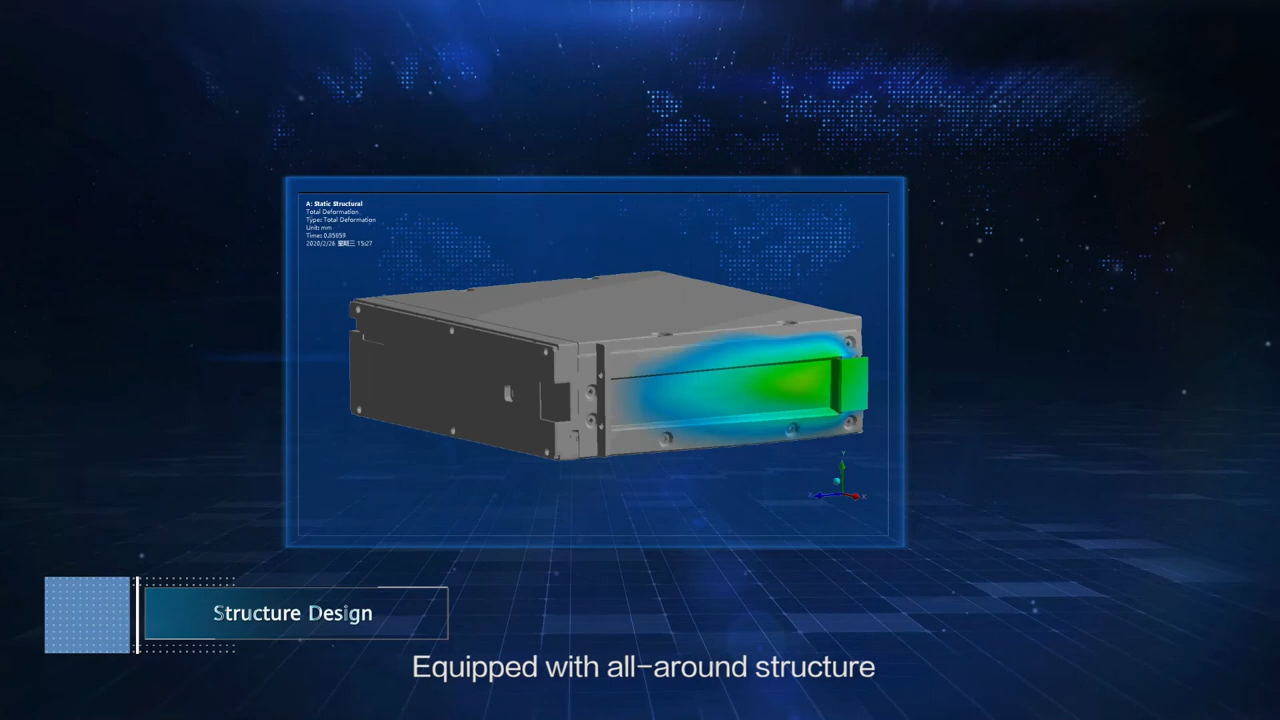 A: Static Structural
Total Deformation
Type: Total Deformation
Unit: mm
Time: 0.85859
2020/2/26 星期三 15:27
Y
X
Structure Design
Equipped with all-around structure